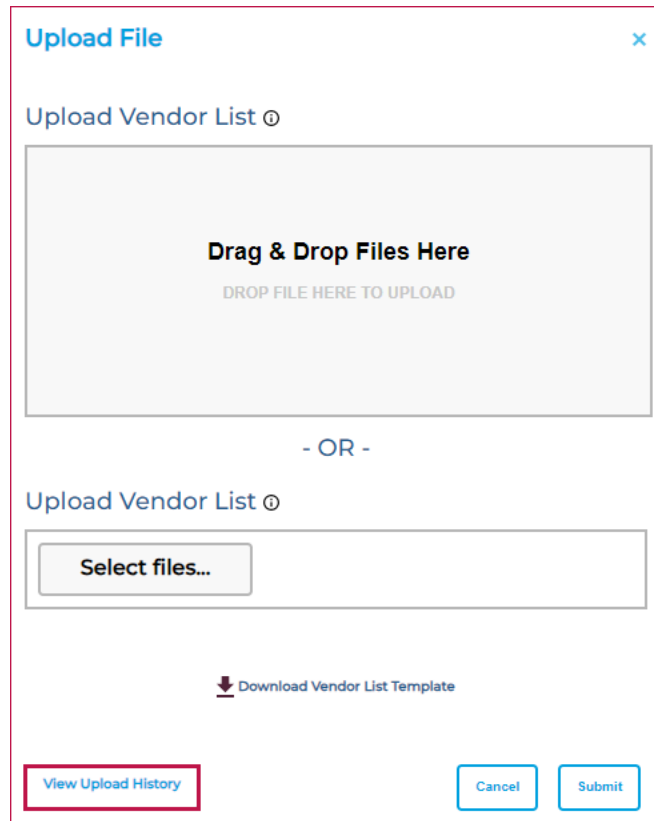 Upload File ×
Upload Vendor List
Drag & Drop Files Here
DROP FILE HERE TO UPLOAD
- OR -
Upload Vendor List
Select files...
Download Vendor List Template
View Upload History Cancel Submit